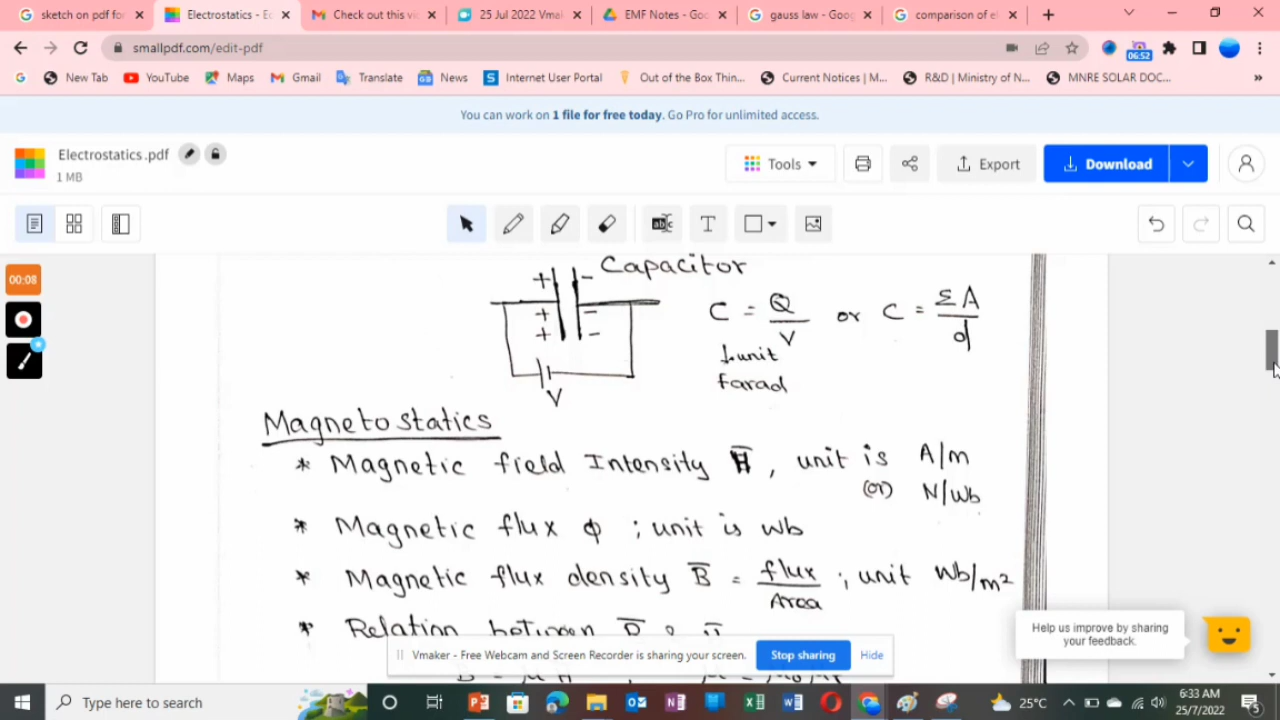 sketch on pdf for
Electrostatics - Ec
Check out this vi
25 Jul 2022 Vmak
EMF Notes - Goo
gauss law - Goog
comparison of el
smallpdf.com/edit-pdf
06:52
New Tab
YouTube
Maps
Gmail
Translate
News
Internet User Portal
Out of the Box Thin...
Current Notices | M...
R&D | Ministry of N...
MNRE SOLAR DOC...
You can work on 1 file for free today. Go Pro for unlimited access.
Electrostatics .pdf
1 MB
Tools
Export
Download
00:08
Capacitor
C = Q/V or C = ΣA/d
unit
farad
V
Magnetostatics
* Magnetic field Intensity H̅, unit is A/m
(or) N/Wb
* Magnetic flux ϕ ; unit is wb
* Magnetic flux density B̅ = flux/Area ; unit Wb/m²
* Relation between
Help us improve by sharing
your feedback.
Vmaker - Free Webcam and Screen Recorder is sharing your screen.
Stop sharing
Hide
Type here to search
25°C
6:33 AM
25/7/2022
5